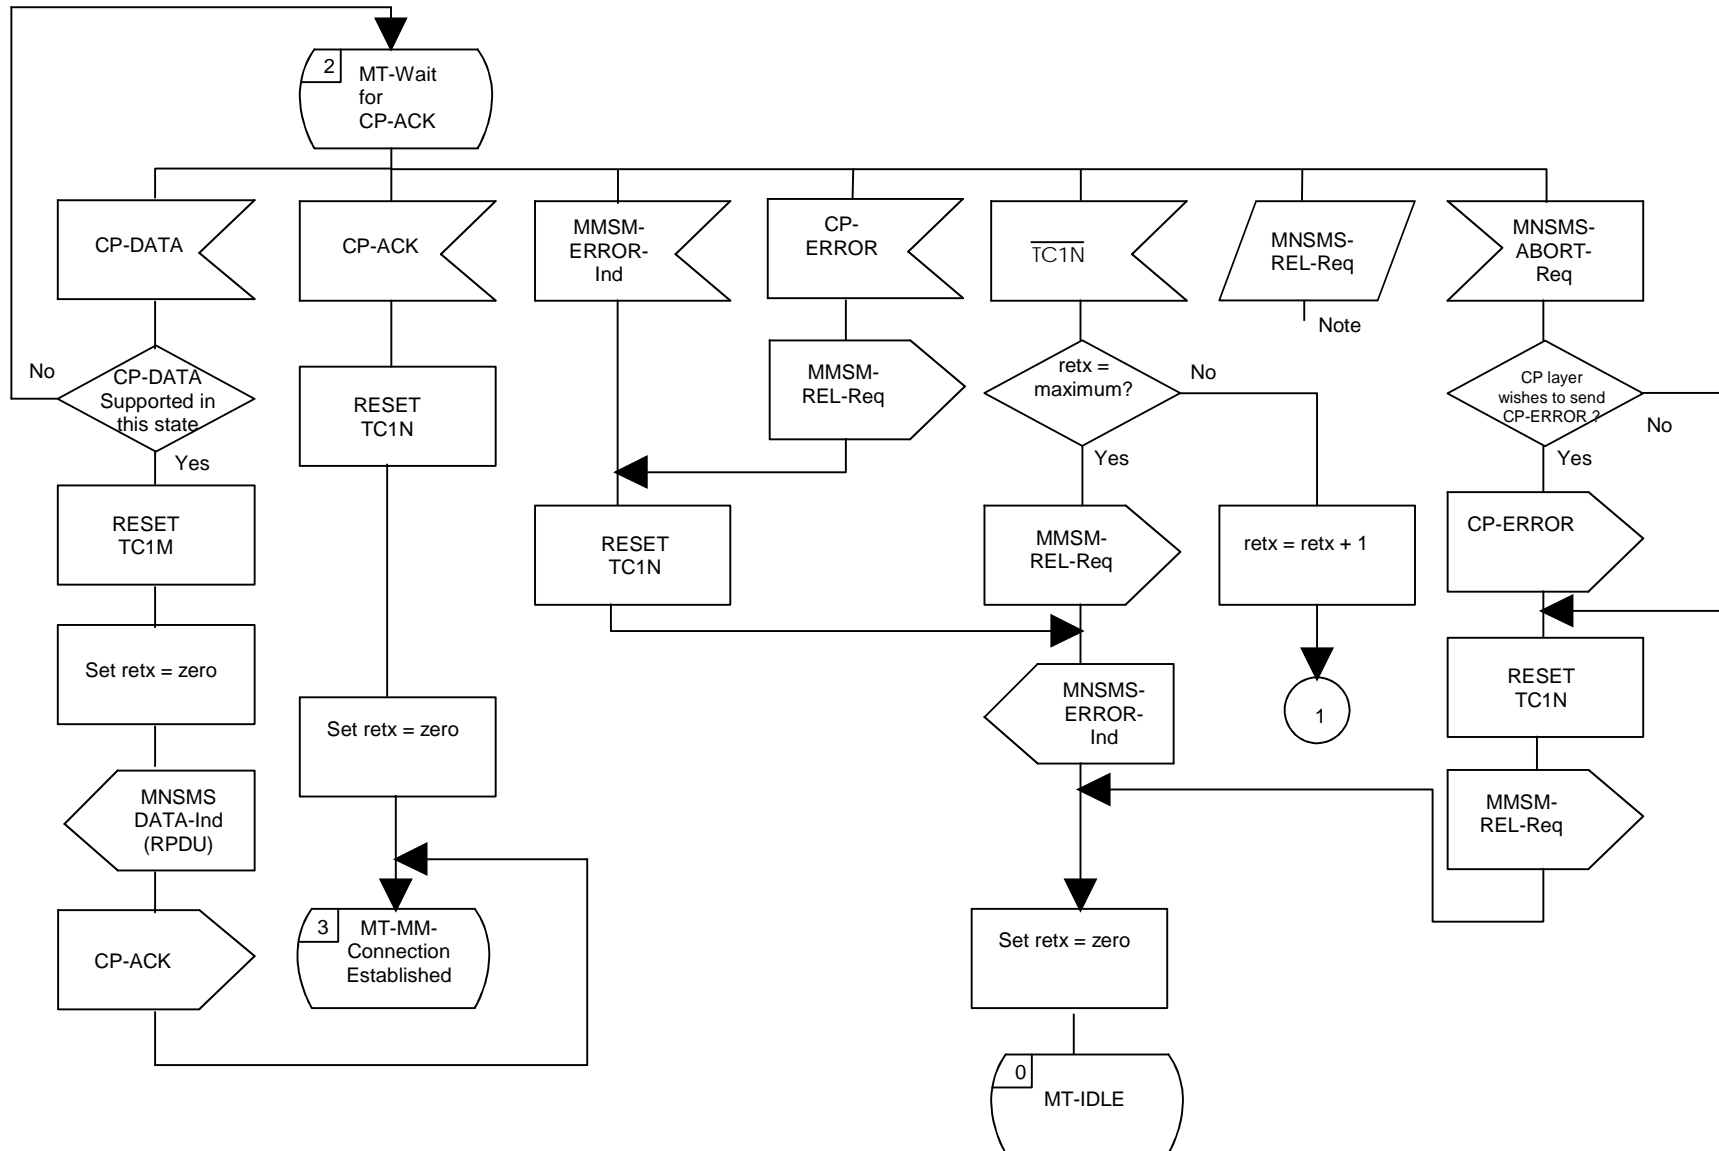 2
MT-Wait
for
CP-ACK
CP-DATA
CP-ACK
MMSM-
ERROR-
Ind
CP-
ERROR
TC1N
MNSMS-
REL-Req
MNSMS-
ABORT-
Req
Note
No
CP-DATA
Supported in
this state
Yes
RESET
TC1N
MMSM-
REL-Req
retx =
maximum?
No
Yes
CP layer
wishes to send
CP-ERROR ?
No
Yes
RESET
TC1M
RESET
TC1N
MMSM-
REL-Req
retx = retx + 1
CP-ERROR
Set retx = zero
Set retx = zero
MNSMS-
ERROR-
Ind
1
RESET
TC1N
MNSMS
DATA-Ind
(RPDU)
MMSM-
REL-Req
CP-ACK
3
MT-MM-
Connection
Established
Set retx = zero
0
MT-IDLE